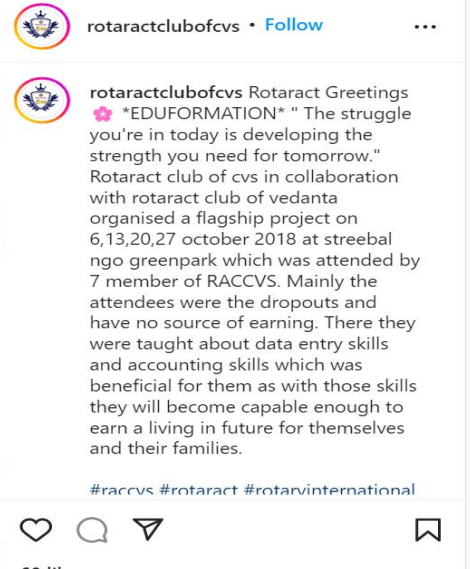 rotaractclubofcvs • Follow ...
rotaractclubofcvs Rotaract Greetings
🌸 *EDUFORMATION* " The struggle
you're in today is developing the
strength you need for tomorrow."
Rotaract club of cvs in collaboration
with rotaract club of vedanta
organised a flagship project on
6,13,20,27 october 2018 at streebal
ngo greenpark which was attended by
7 member of RACCVS. Mainly the
attendees were the dropouts and
have no source of earning. There they
were taught about data entry skills
and accounting skills which was
beneficial for them as with those skills
they will become capable enough to
earn a living in future for themselves
and their families.
#raccvs #rotaract #rotaryinternational